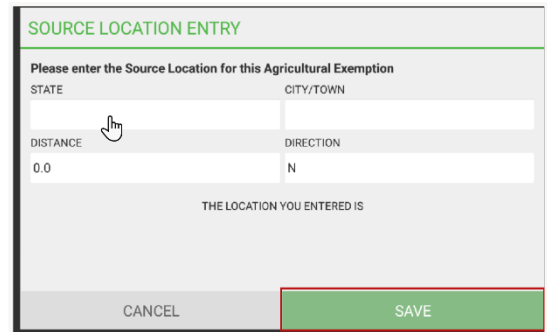 SOURCE LOCATION ENTRY
Please enter the Source Location for this Agricultural Exemption
STATE CITY/TOWN
DISTANCE DIRECTION
0.0 N
THE LOCATION YOU ENTERED IS
CANCEL SAVE